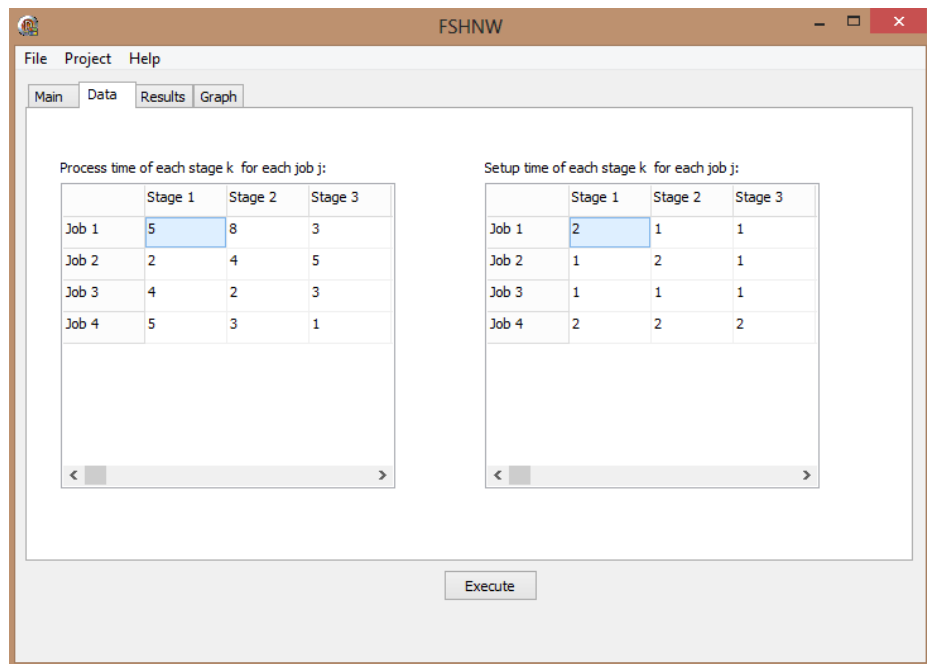 FSHNW
File Project Help
Main Data Results Graph
Process time of each stage k for each job j:
Stage 1 Stage 2 Stage 3
Job 1 5 8 3
Job 2 2 4 5
Job 3 4 2 3
Job 4 5 3 1
Setup time of each stage k for each job j:
Stage 1 Stage 2 Stage 3
Job 1 2 1 1
Job 2 1 2 1
Job 3 1 1 1
Job 4 2 2 2
Execute